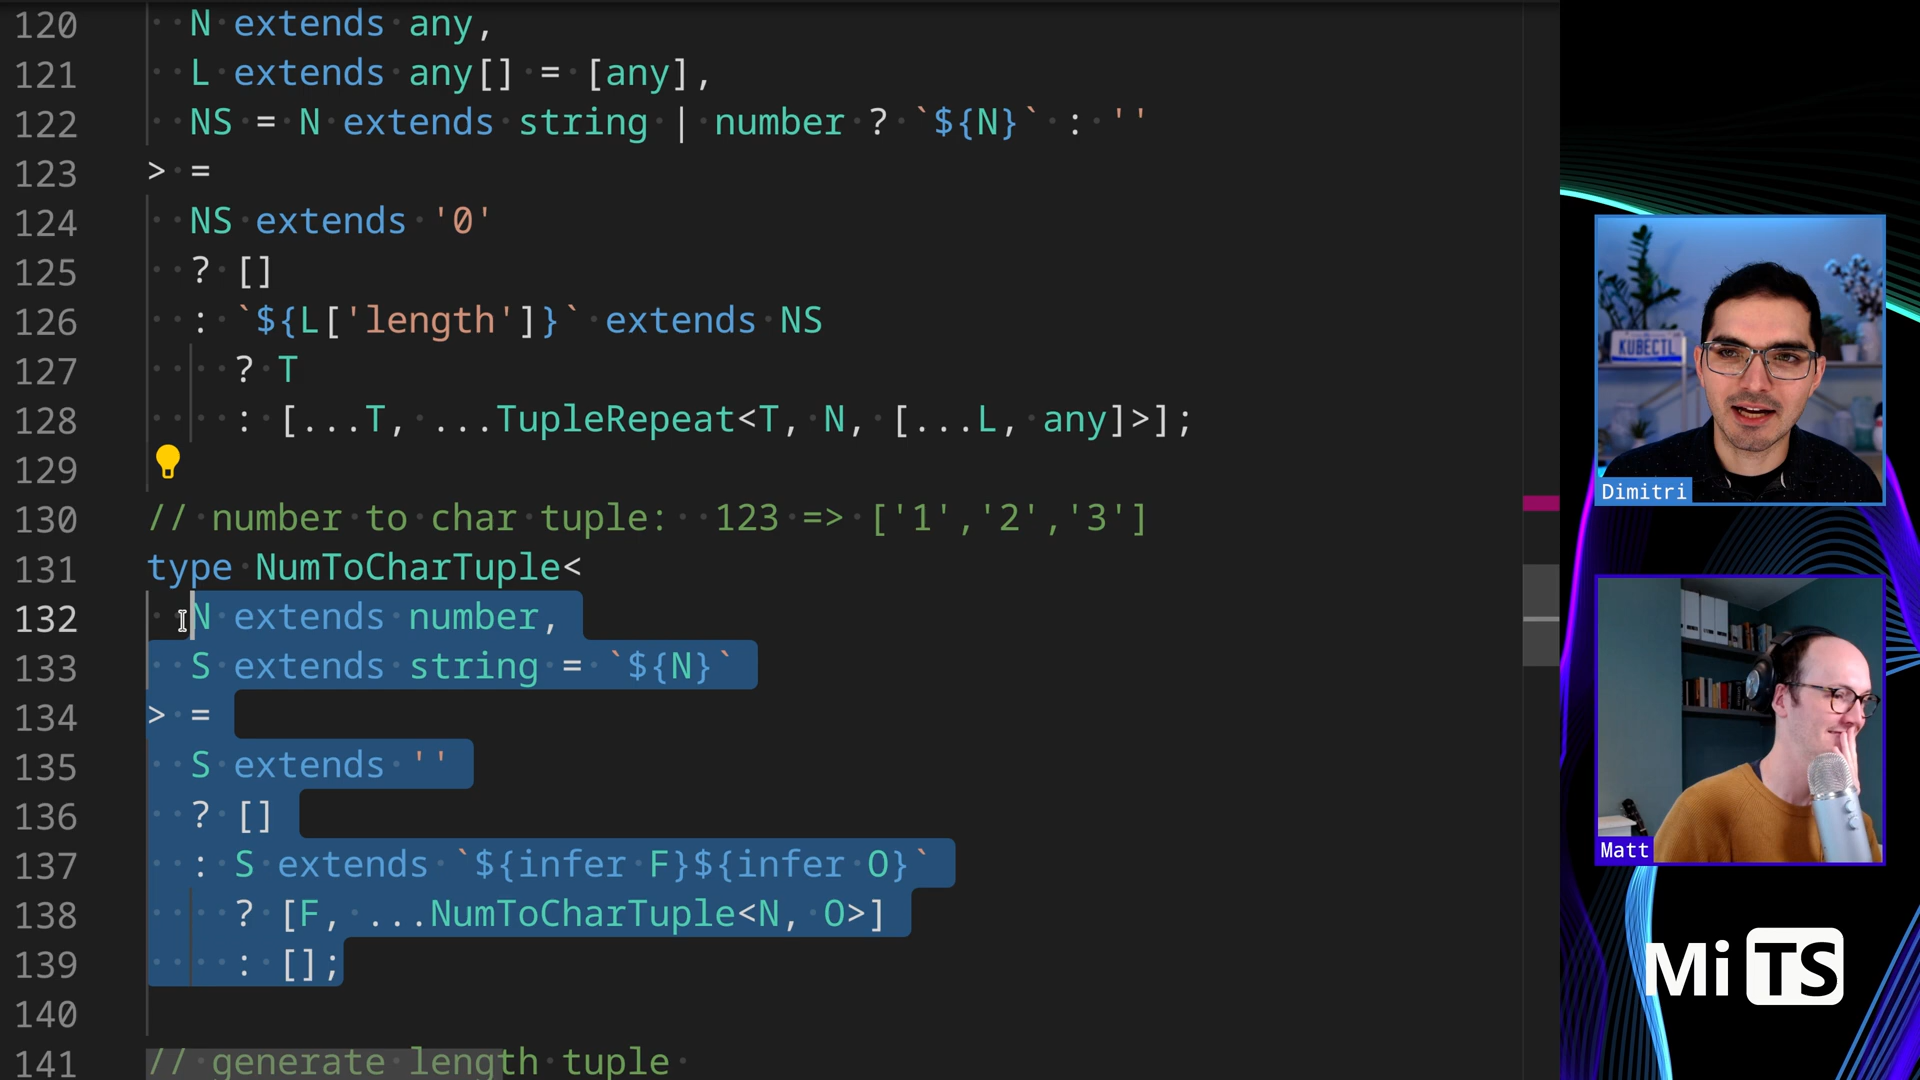 120 N extends any,
121 L extends any[] = [any],
122 NS = N extends string | number ? `${N}` : ''
123 > =
124 NS extends '0'
125 ? []
126 : `${L['length']}` extends NS
127 ? T
128 : [...T, ...TupleRepeat<T, N, [...L, any]>];
129
130 // number to char tuple: 123 => ['1','2','3']
131 type NumToCharTuple<
132 N extends number,
133 S extends string = `${N}`
134 > =
135 S extends ''
136 ? []
137 : S extends `${infer F}${infer O}`
138 ? [F, ...NumToCharTuple<N, O>]
139 : [];
140
141 // generate length tuple
KUBECTL
Dimitri
Matt
Mi TS